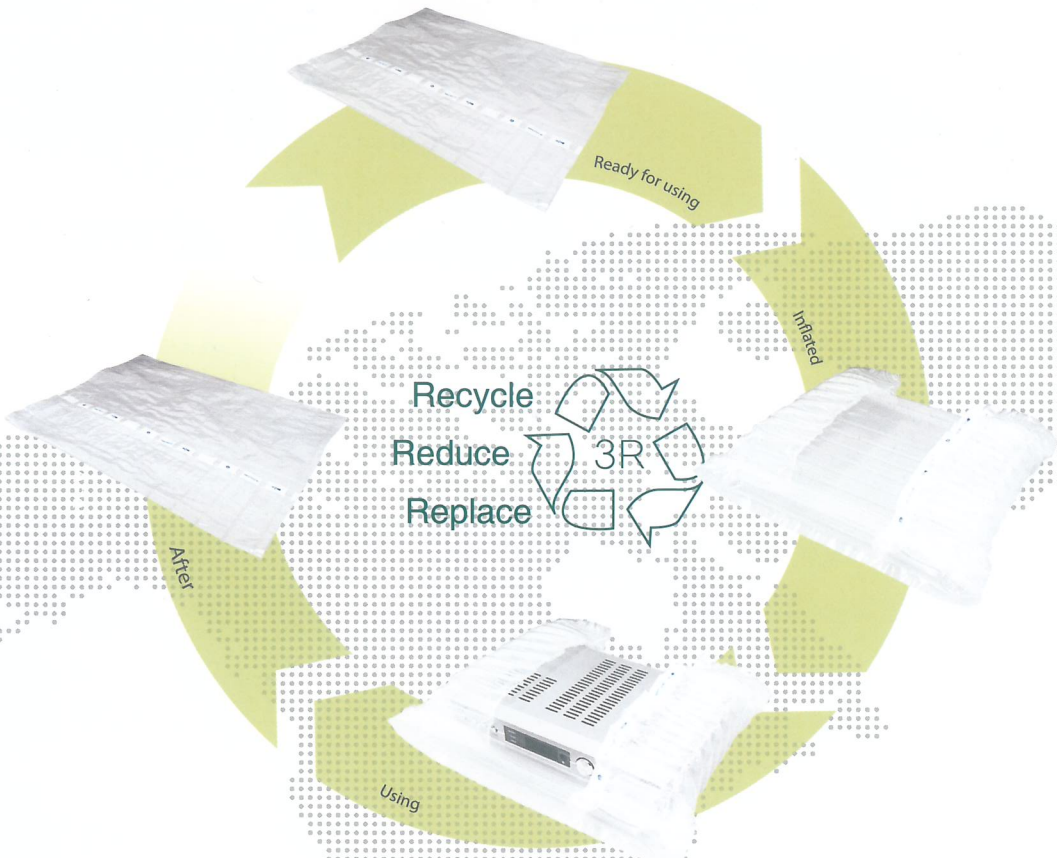 Ready for using
Inflated
Recycle
Reduce
Replace
3R
After
Using